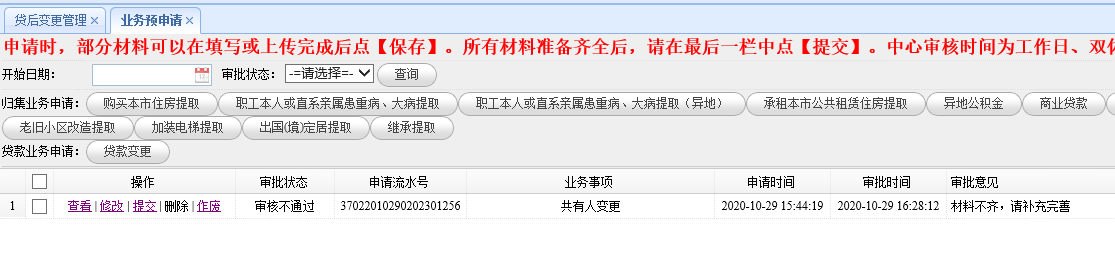 贷后变更管理 × 业务预申请 ×
申请时，部分材料可以在填写或上传完成后点【保存】。所有材料准备齐全后，请在最后一栏中点【提交】。中心审核时间为工作日、双休
开始日期： 审批状态： -=请选择=- 查询
归集业务申请： 购买本市住房提取 职工本人或直系亲属患重病、大病提取 职工本人或直系亲属患重病、大病提取（异地） 承租本市公共租赁住房提取 异地公积金 商业贷款
老旧小区改造提取 加装电梯提取 出国(境)定居提取 继承提取
贷款业务申请： 贷款变更
操作 审批状态 申请流水号 业务事项 申请时间 审批时间 审批意见
1 查看 | 修改 | 提交 | 删除 | 作废 审核不通过 37022010290202301256 共有人变更 2020-10-29 15:44:19 2020-10-29 16:28:12 材料不齐，请补充完善